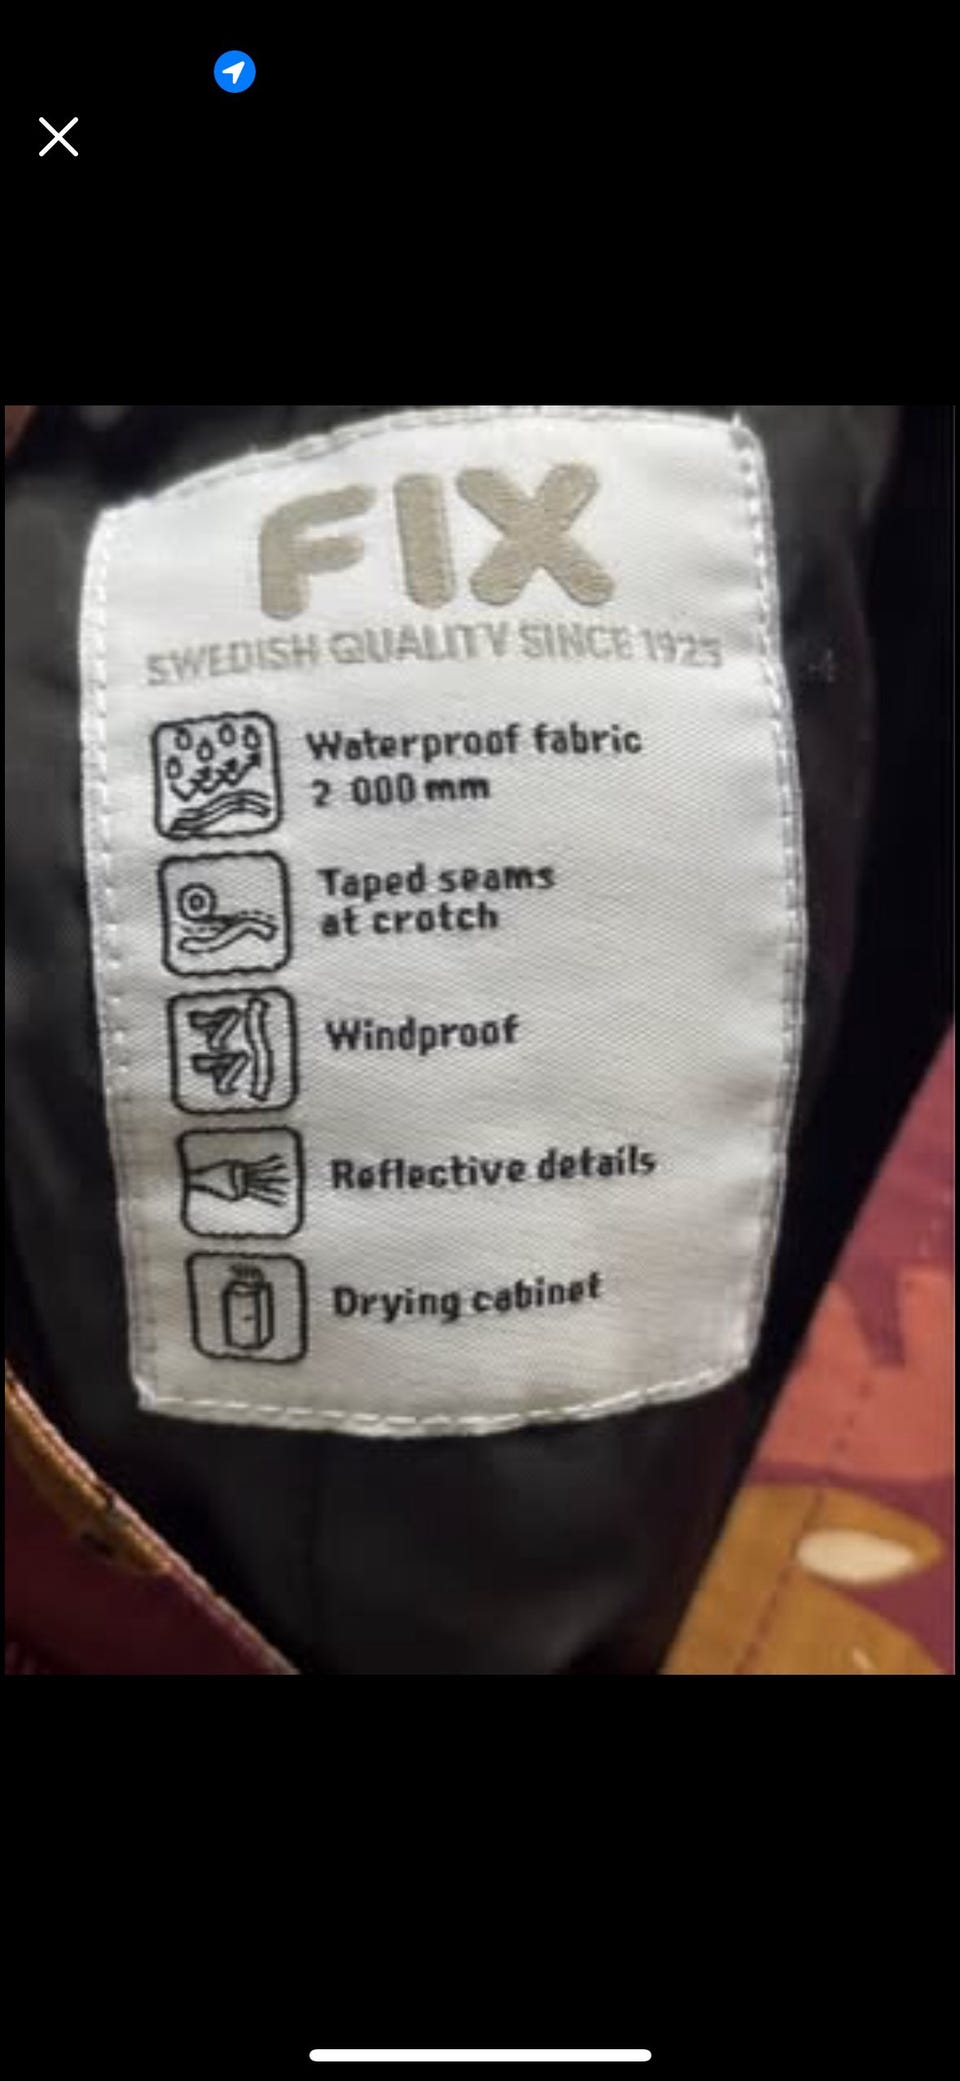 FIX
SWEDISH QUALITY SINCE 1925
Waterproof fabric
2 000 mm
Taped seams
at crotch
Windproof
Reflective details
Drying cabinet